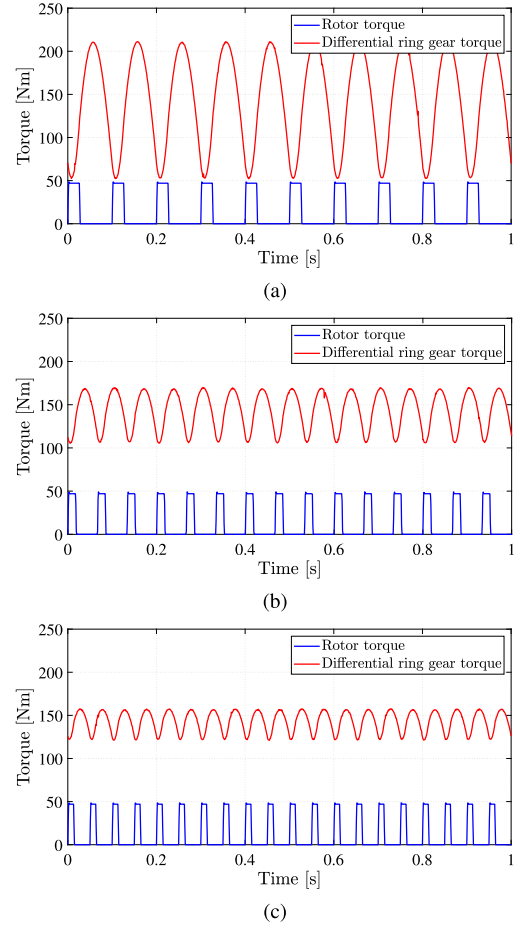 250
200
150
100
50
0
Torque [Nm]
Rotor torque
Differential ring gear torque
0 0.2 0.4 0.6 0.8 1
Time [s]
(a)
250
200
150
100
50
0
Torque [Nm]
Rotor torque
Differential ring gear torque
0 0.2 0.4 0.6 0.8 1
Time [s]
(b)
250
200
150
100
50
0
Torque [Nm]
Rotor torque
Differential ring gear torque
0 0.2 0.4 0.6 0.8 1
Time [s]
(c)